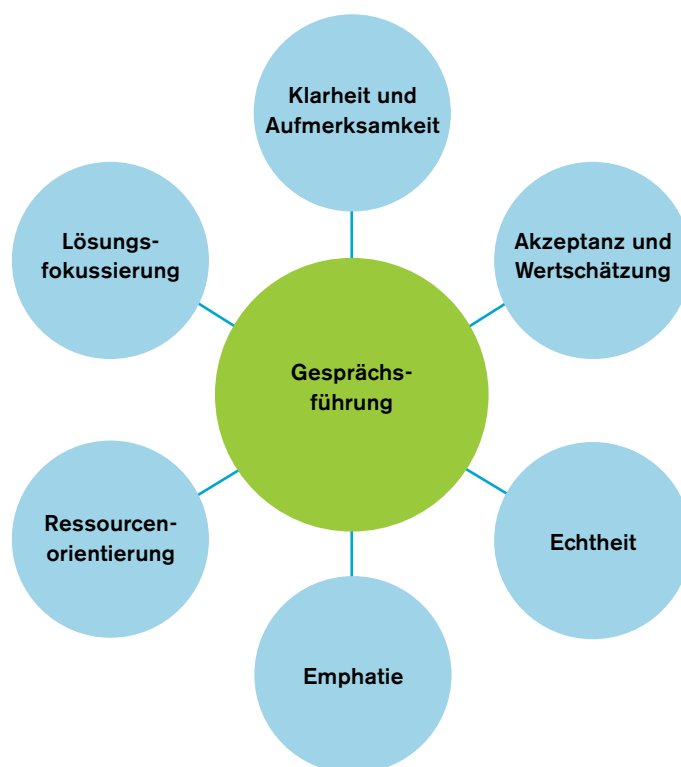 Klarheit und
Aufmerksamkeit
Lösungs-
fokussierung
Akzeptanz und
Wertschätzung
Gesprächs-
führung
Ressourcen-
orientierung
Echtheit
Emphatie